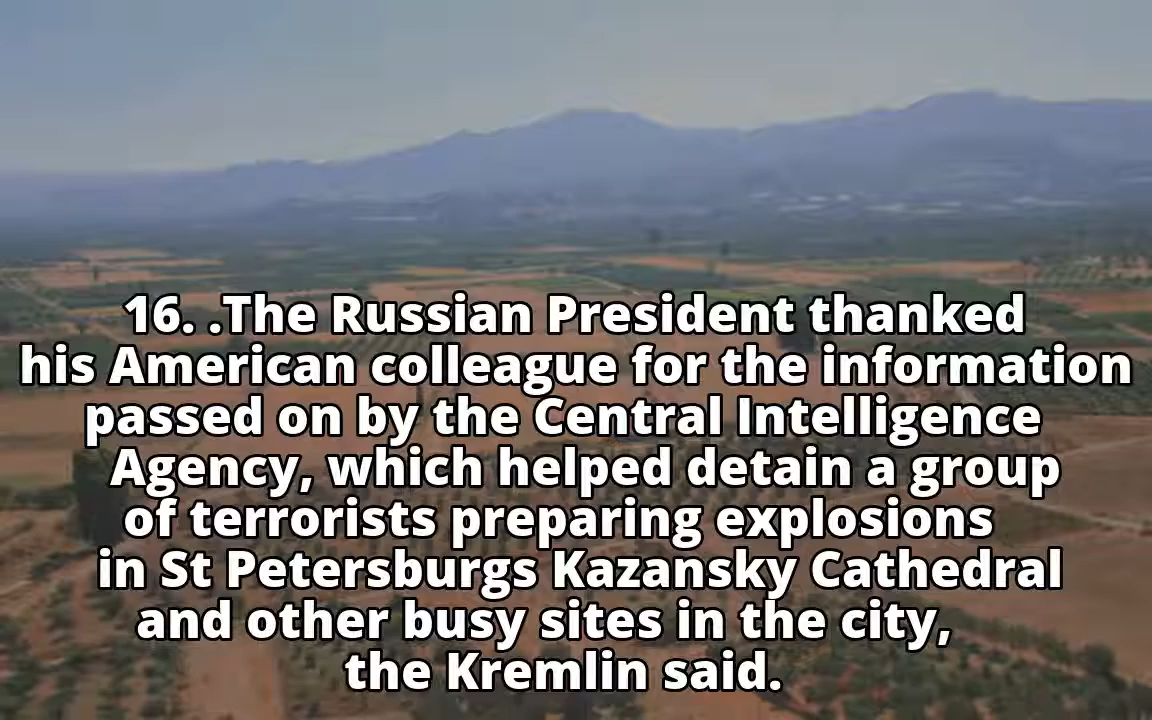 16. .The Russian President thanked
his American colleague for the information
passed on by the Central Intelligence
Agency, which helped detain a group
of terrorists preparing explosions
in St Petersburgs Kazansky Cathedral
and other busy sites in the city,
the Kremlin said.